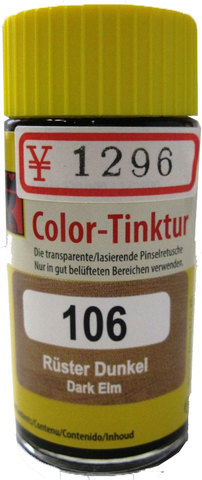 ¥1296
Color-Tinktur
Die transparente/lasierende Pinselretusche
Nur in gut belüfteten Bereichen verwenden.
106
Rüster Dunkel
Dark Elm
/Contenu/Contenido/Inhoud